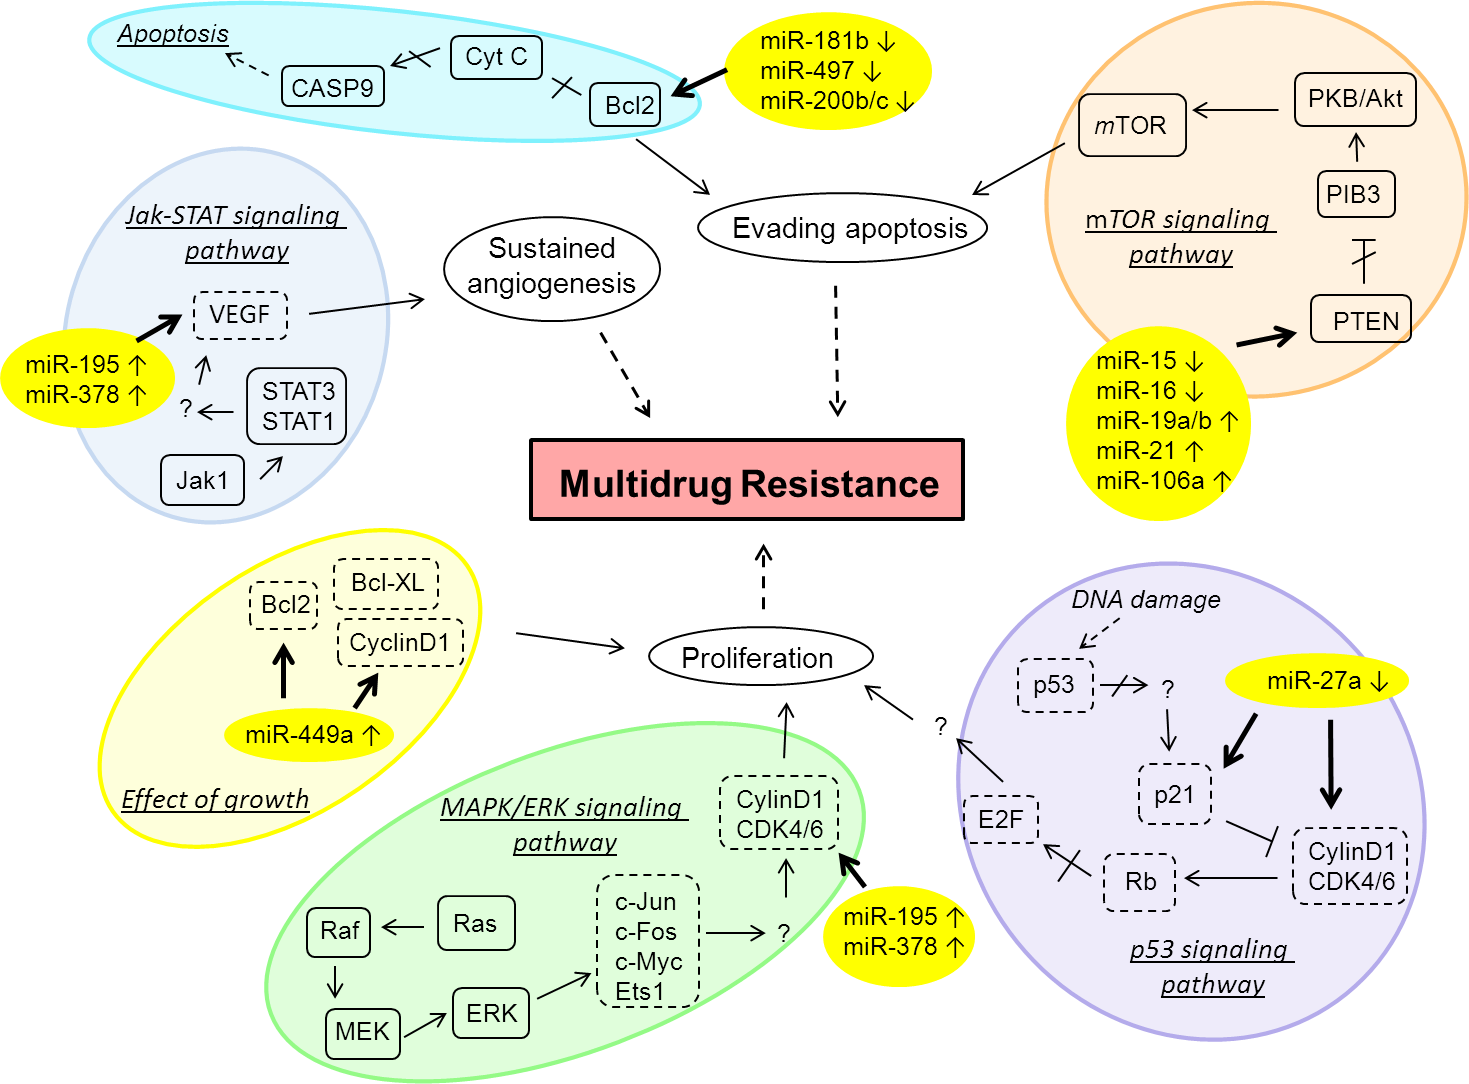 Apoptosis
CASP9
Cyt C
Bcl2
miR-181b ↓
miR-497 ↓
miR-200b/c ↓
mTOR
PKB/Akt
PIB3
mTOR signaling
pathway
PTEN
miR-15 ↓
miR-16 ↓
miR-19a/b ↑
miR-21 ↑
miR-106a ↑
Evading apoptosis
Sustained
angiogenesis
Jak-STAT signaling
pathway
VEGF
miR-195 ↑
miR-378 ↑
?
STAT3
STAT1
Jak1
Multidrug Resistance
Bcl-XL
Bcl2
CyclinD1
miR-449a ↑
Effect of growth
Proliferation
MAPK/ERK signaling
pathway
CylinD1
CDK4/6
Raf
Ras
MEK
ERK
c-Jun
c-Fos
c-Myc
Ets1
?
miR-195 ↑
miR-378 ↑
DNA damage
p53
?
miR-27a ↓
?
p21
E2F
Rb
CylinD1
CDK4/6
p53 signaling
pathway